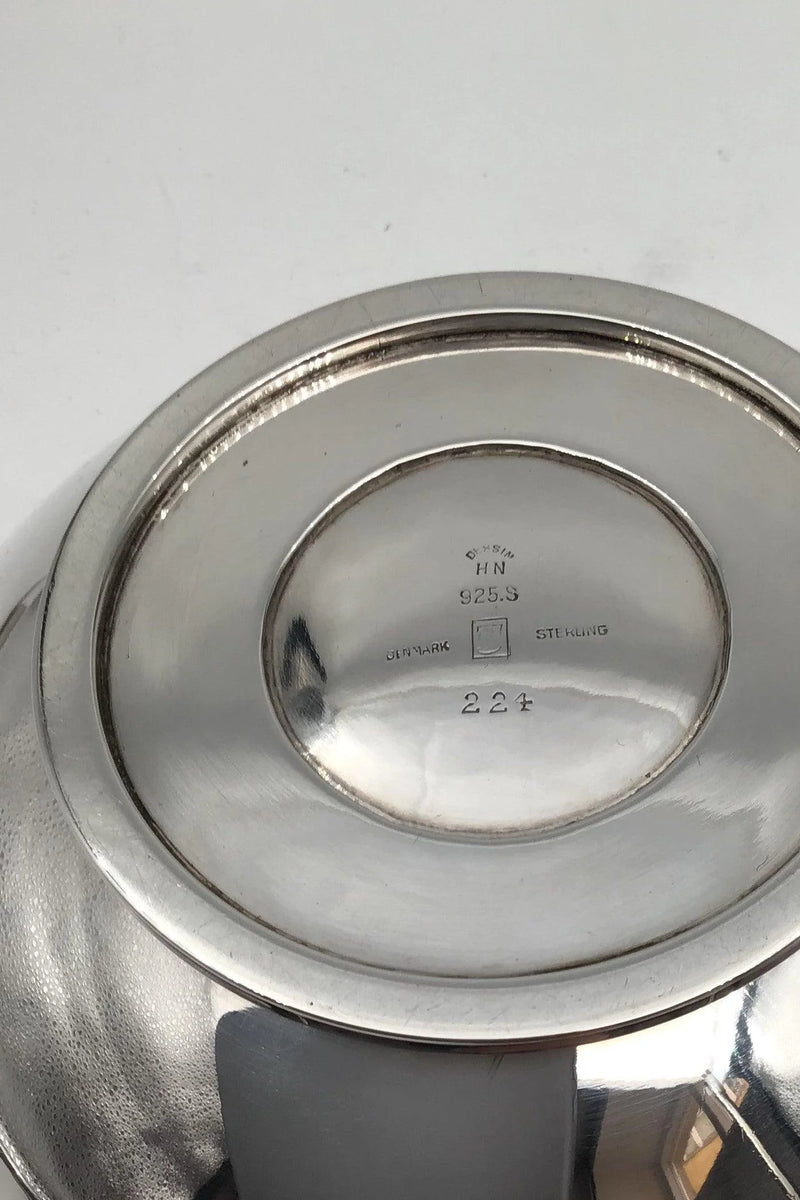 DESSIN
HN
925.S
DENMARK STERLING
224